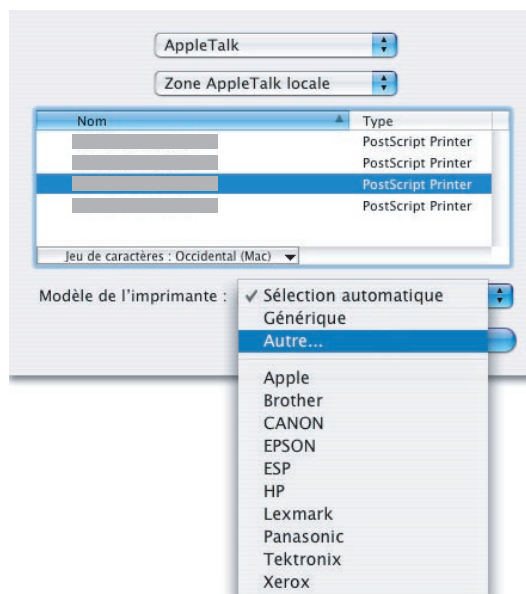 AppleTalk
Zone AppleTalk locale
Nom Type
PostScript Printer
PostScript Printer
PostScript Printer
PostScript Printer
Jeu de caractères : Occidental (Mac)
Modèle de l'imprimante : ✓ Sélection automatique
Générique
Autre...
Apple
Brother
CANON
EPSON
ESP
HP
Lexmark
Panasonic
Tektronix
Xerox